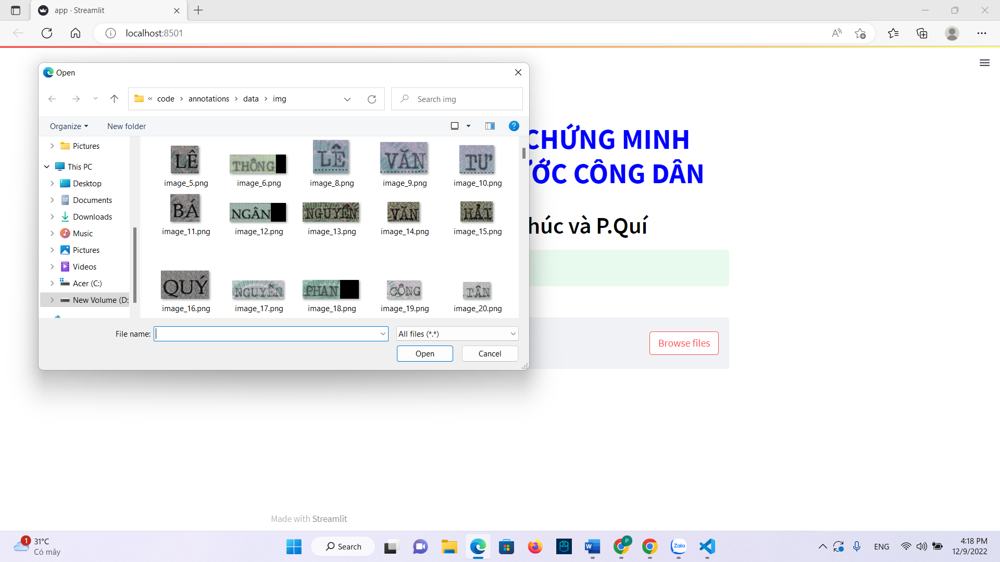 app · Streamlit
localhost:8501
Open
« code > annotations > data > img
Search img
Organize
New folder
Pictures
This PC
Desktop
Documents
Downloads
Music
Pictures
Videos
Acer (C:)
New Volume (D:
LÊ
THÔNG
LÊ
VĂN
TƯ
image_5.png
image_6.png
image_8.png
image_9.png
image_10.png
BÁ
NGÂN
NGUYỄN
VĂN
HẢI
image_11.png
image_12.png
image_13.png
image_14.png
image_15.png
QUÝ
NGUYỄN
PHAN
CÔNG
TÂN
image_16.png
image_17.png
image_18.png
image_19.png
image_20.png
File name:
All files (*.*)
Open
Cancel
CHỨNG MINH
ƯỚC CÔNG DÂN
húc và P.Quí
Browse files
Made with Streamlit
1
31°C
Có mây
Search
P
Zalo
ENG
4:18 PM
12/9/2022